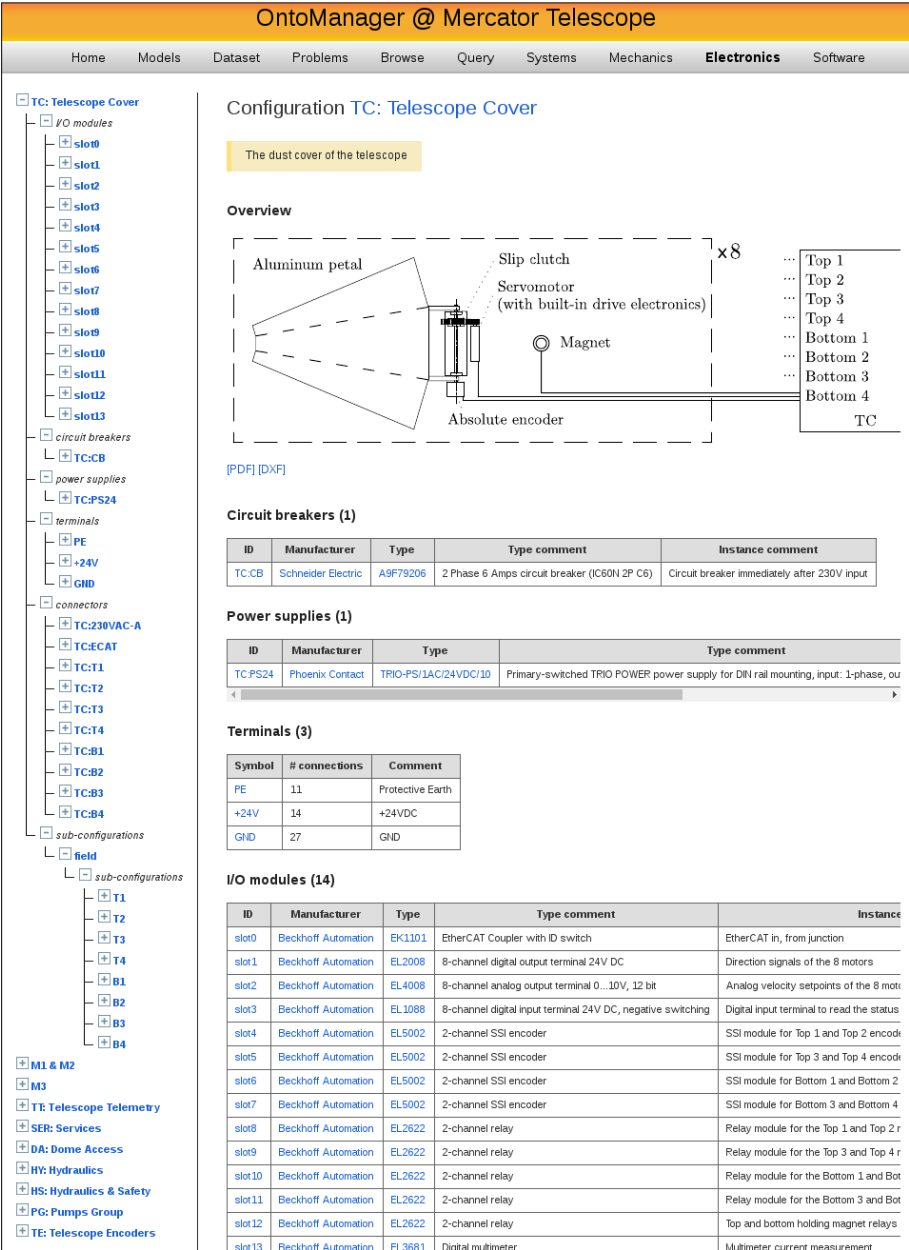 OntoManager @ Mercator Telescope
Home Models Dataset Problems Browse Query Systems Mechanics Electronics Software
TC: Telescope Cover
I/O modules
slot0
slot1
slot2
slot3
slot4
slot5
slot6
slot7
slot8
slot9
slot10
slot11
slot12
slot13
circuit breakers
TC:CB
power supplies
TC:PS24
terminals
PE
+24V
GND
connectors
TC:230VAC-A
TC:ECAT
TC:T1
TC:T2
TC:T3
TC:T4
TC:B1
TC:B2
TC:B3
TC:B4
sub-configurations
field
sub-configurations
T1
T2
T3
T4
B1
B2
B3
B4
M1 & M2
M3
TT: Telescope Telemetry
SER: Services
DA: Dome Access
HY: Hydraulics
HS: Hydraulics & Safety
PG: Pumps Group
TE: Telescope Encoders
Configuration TC: Telescope Cover
The dust cover of the telescope
Overview
Aluminum petal
Slip clutch
Servomotor
(with built-in drive electronics)
Magnet
Absolute encoder
×8
··· Top 1
··· Top 2
··· Top 3
··· Top 4
··· Bottom 1
··· Bottom 2
··· Bottom 3
Bottom 4
TC
[PDF] [DXF]
Circuit breakers (1)
ID Manufacturer Type Type comment Instance comment
TC:CB Schneider Electric A9F79206 2 Phase 6 Amps circuit breaker (IC60N 2P C6) Circuit breaker immediately after 230V input
Power supplies (1)
ID Manufacturer Type Type comment
TC:PS24 Phoenix Contact TRIO-PS/1AC/24VDC/10 Primary-switched TRIO POWER power supply for DIN rail mounting, input: 1-phase, ou
Terminals (3)
Symbol # connections Comment
PE 11 Protective Earth
+24V 14 +24VDC
GND 27 GND
I/O modules (14)
ID Manufacturer Type Type comment Instance
slot0 Beckhoff Automation EK1101 EtherCAT Coupler with ID switch EtherCAT in, from junction
slot1 Beckhoff Automation EL2008 8-channel digital output terminal 24V DC Direction signals of the 8 motors
slot2 Beckhoff Automation EL4008 8-channel analog output terminal 0...10V, 12 bit Analog velocity setpoints of the 8 moto
slot3 Beckhoff Automation EL1088 8-channel digital input terminal 24V DC, negative switching Digital input terminal to read the status
slot4 Beckhoff Automation EL5002 2-channel SSI encoder SSI module for Top 1 and Top 2 encode
slot5 Beckhoff Automation EL5002 2-channel SSI encoder SSI module for Top 3 and Top 4 encode
slot6 Beckhoff Automation EL5002 2-channel SSI encoder SSI module for Bottom 1 and Bottom 2
slot7 Beckhoff Automation EL5002 2-channel SSI encoder SSI module for Bottom 3 and Bottom 4
slot8 Beckhoff Automation EL2622 2-channel relay Relay module for the Top 1 and Top 2 r
slot9 Beckhoff Automation EL2622 2-channel relay Relay module for the Top 3 and Top 4 r
slot10 Beckhoff Automation EL2622 2-channel relay Relay module for the Bottom 1 and Bot
slot11 Beckhoff Automation EL2622 2-channel relay Relay module for the Bottom 3 and Bot
slot12 Beckhoff Automation EL2622 2-channel relay Top and bottom holding magnet relays
slot13 Beckhoff Automation EL3681 Digital multimeter Multimeter current measurement